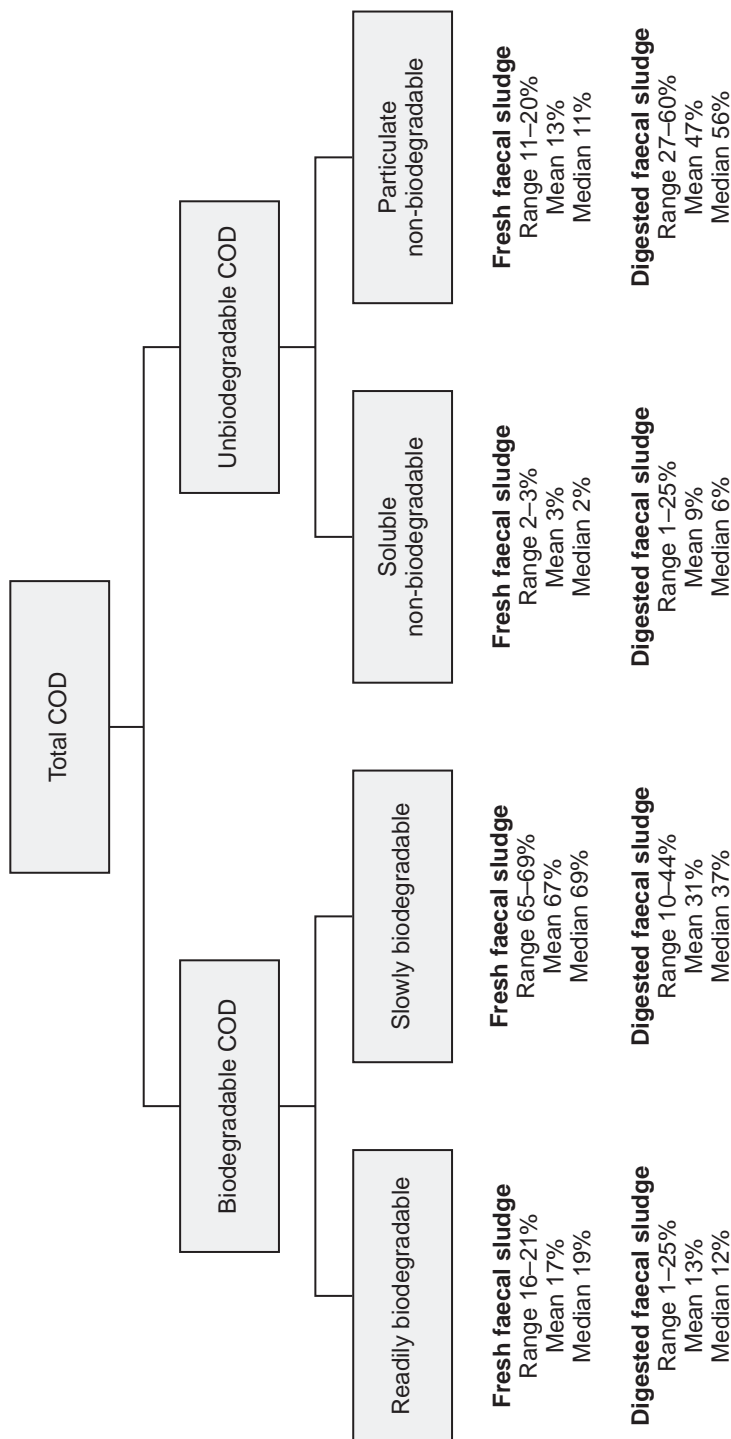 Total COD
Biodegradable COD
Unbiodegradable COD
Readily biodegradable
Slowly biodegradable
Soluble
non-biodegradable
Particulate
non-biodegradable
Fresh faecal sludge
Range 16–21%
Mean 17%
Median 19%
Digested faecal sludge
Range 1–25%
Mean 13%
Median 12%
Fresh faecal sludge
Range 65–69%
Mean 67%
Median 69%
Digested faecal sludge
Range 10–44%
Mean 31%
Median 37%
Fresh faecal sludge
Range 2–3%
Mean 3%
Median 2%
Digested faecal sludge
Range 1–25%
Mean 9%
Median 6%
Fresh faecal sludge
Range 11–20%
Mean 13%
Median 11%
Digested faecal sludge
Range 27–60%
Mean 47%
Median 56%